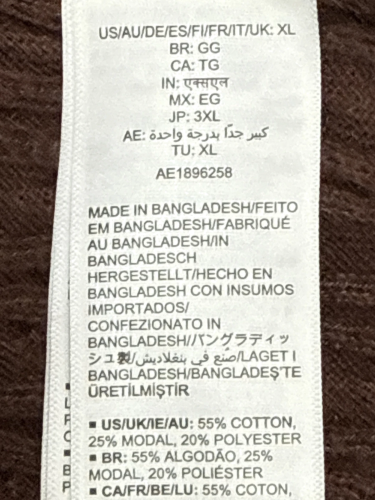 US/AU/DE/ES/FI/FR/IT/UK: XL
BR: GG
CA: TG
IN: एक्सएल
MX: EG
JP: 3XL
AE: كبير جدًا بدرجة واحدة
TU: XL
AE1896258
MADE IN BANGLADESH/FEITO
EM BANGLADESH/FABRIQUÉ
AU BANGLADESH/IN
BANGLADESCH
HERGESTELLT/HECHO EN
BANGLADESH CON INSUMOS
IMPORTADOS/
CONFEZIONATO IN
BANGLADESH/バングラディッ
シュ製/صنع في بنغلاديش/LAGET I
BANGLADESH/BANGLADEŞ'TE
ÜRETİLMİŞTİR
■ US/UK/IE/AU: 55% COTTON,
25% MODAL, 20% POLYESTER
■ BR: 55% ALGODÃO, 25%
MODAL, 20% POLIÉSTER
■ CA/FR/BE/LU: 55% COTON,